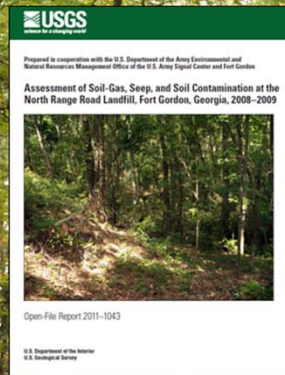 USGS
science for a changing world
Prepared in cooperation with the U.S. Department of the Army Environmental and
Natural Resources Management Office of the U.S. Army Signal Center and Fort Gordon
Assessment of Soil-Gas, Seep, and Soil Contamination at the
North Range Road Landfill, Fort Gordon, Georgia, 2008–2009
Open-File Report 2011–1043
U.S. Department of the Interior
U.S. Geological Survey